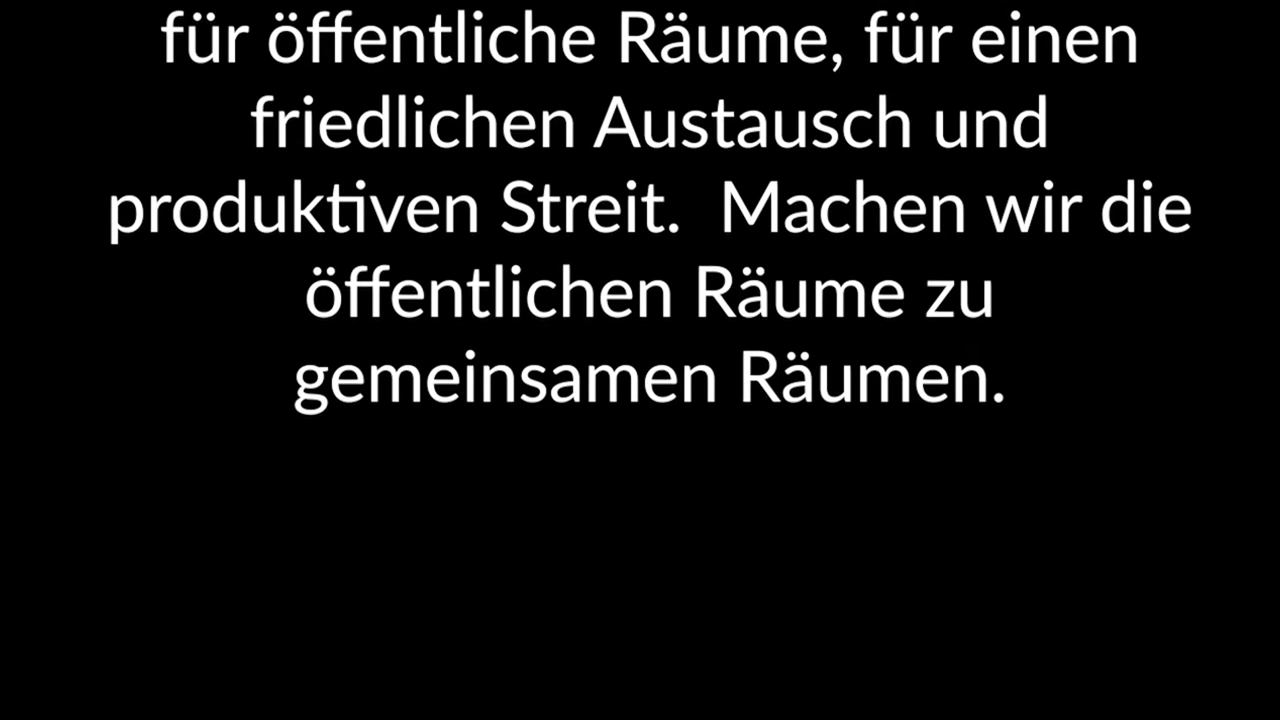 für öffentliche Räume, für einen
friedlichen Austausch und
produktiven Streit.  Machen wir die
öffentlichen Räume zu
gemeinsamen Räumen.